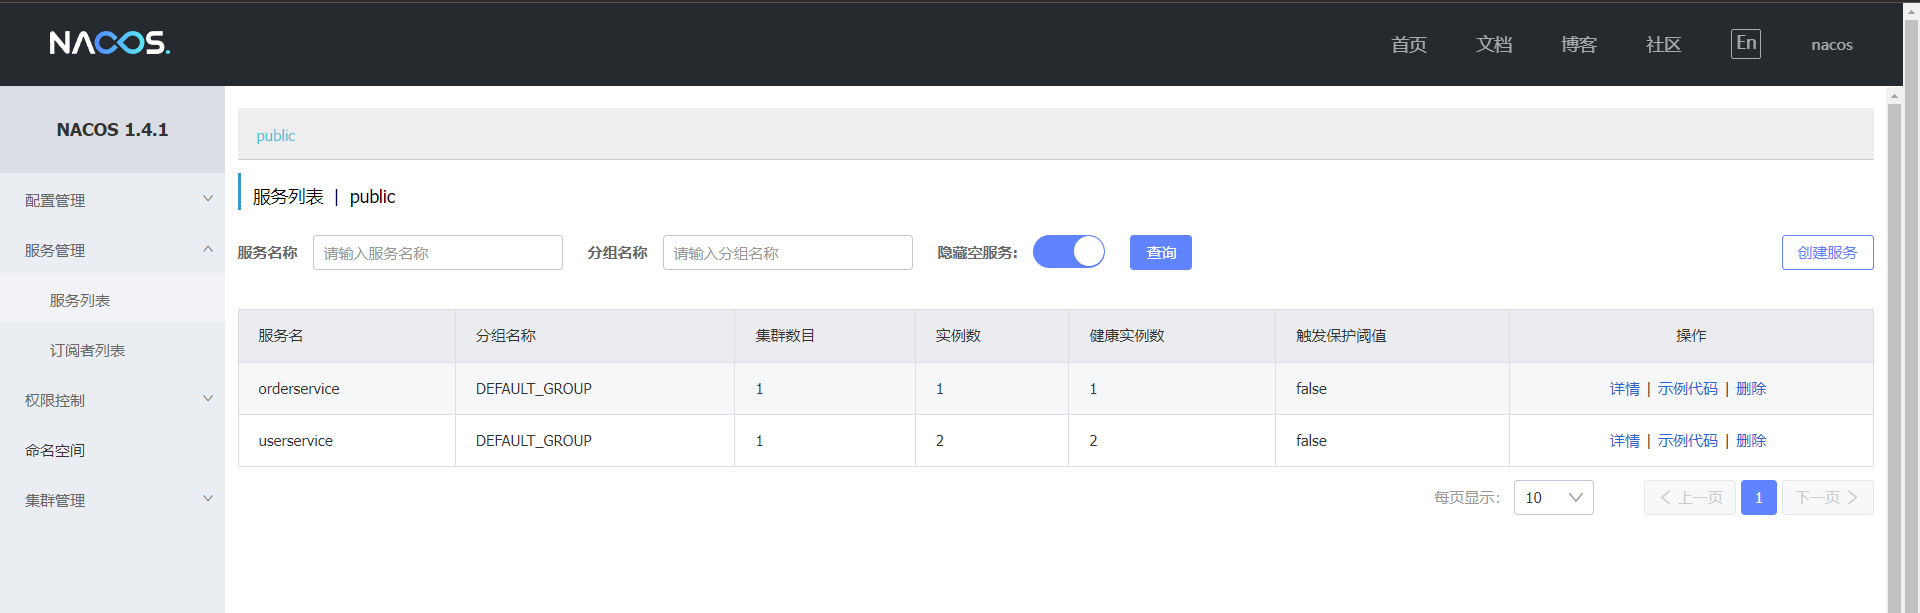 NACOS. 首页 文档 博客 社区 En nacos
NACOS 1.4.1
配置管理
服务管理
服务列表
订阅者列表
权限控制
命名空间
集群管理
public
服务列表 | public
服务名称 请输入服务名称 分组名称 请输入分组名称 隐藏空服务: 查询 创建服务
服务名 分组名称 集群数目 实例数 健康实例数 触发保护阈值 操作
orderservice DEFAULT_GROUP 1 1 1 false 详情 | 示例代码 | 删除
userservice DEFAULT_GROUP 1 2 2 false 详情 | 示例代码 | 删除
每页显示: 10 上一页 1 下一页